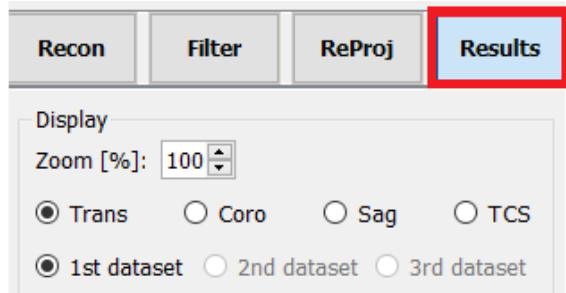 Recon Filter ReProj Results
Display
Zoom [%]: 100
Trans Coro Sag TCS
1st dataset 2nd dataset 3rd dataset